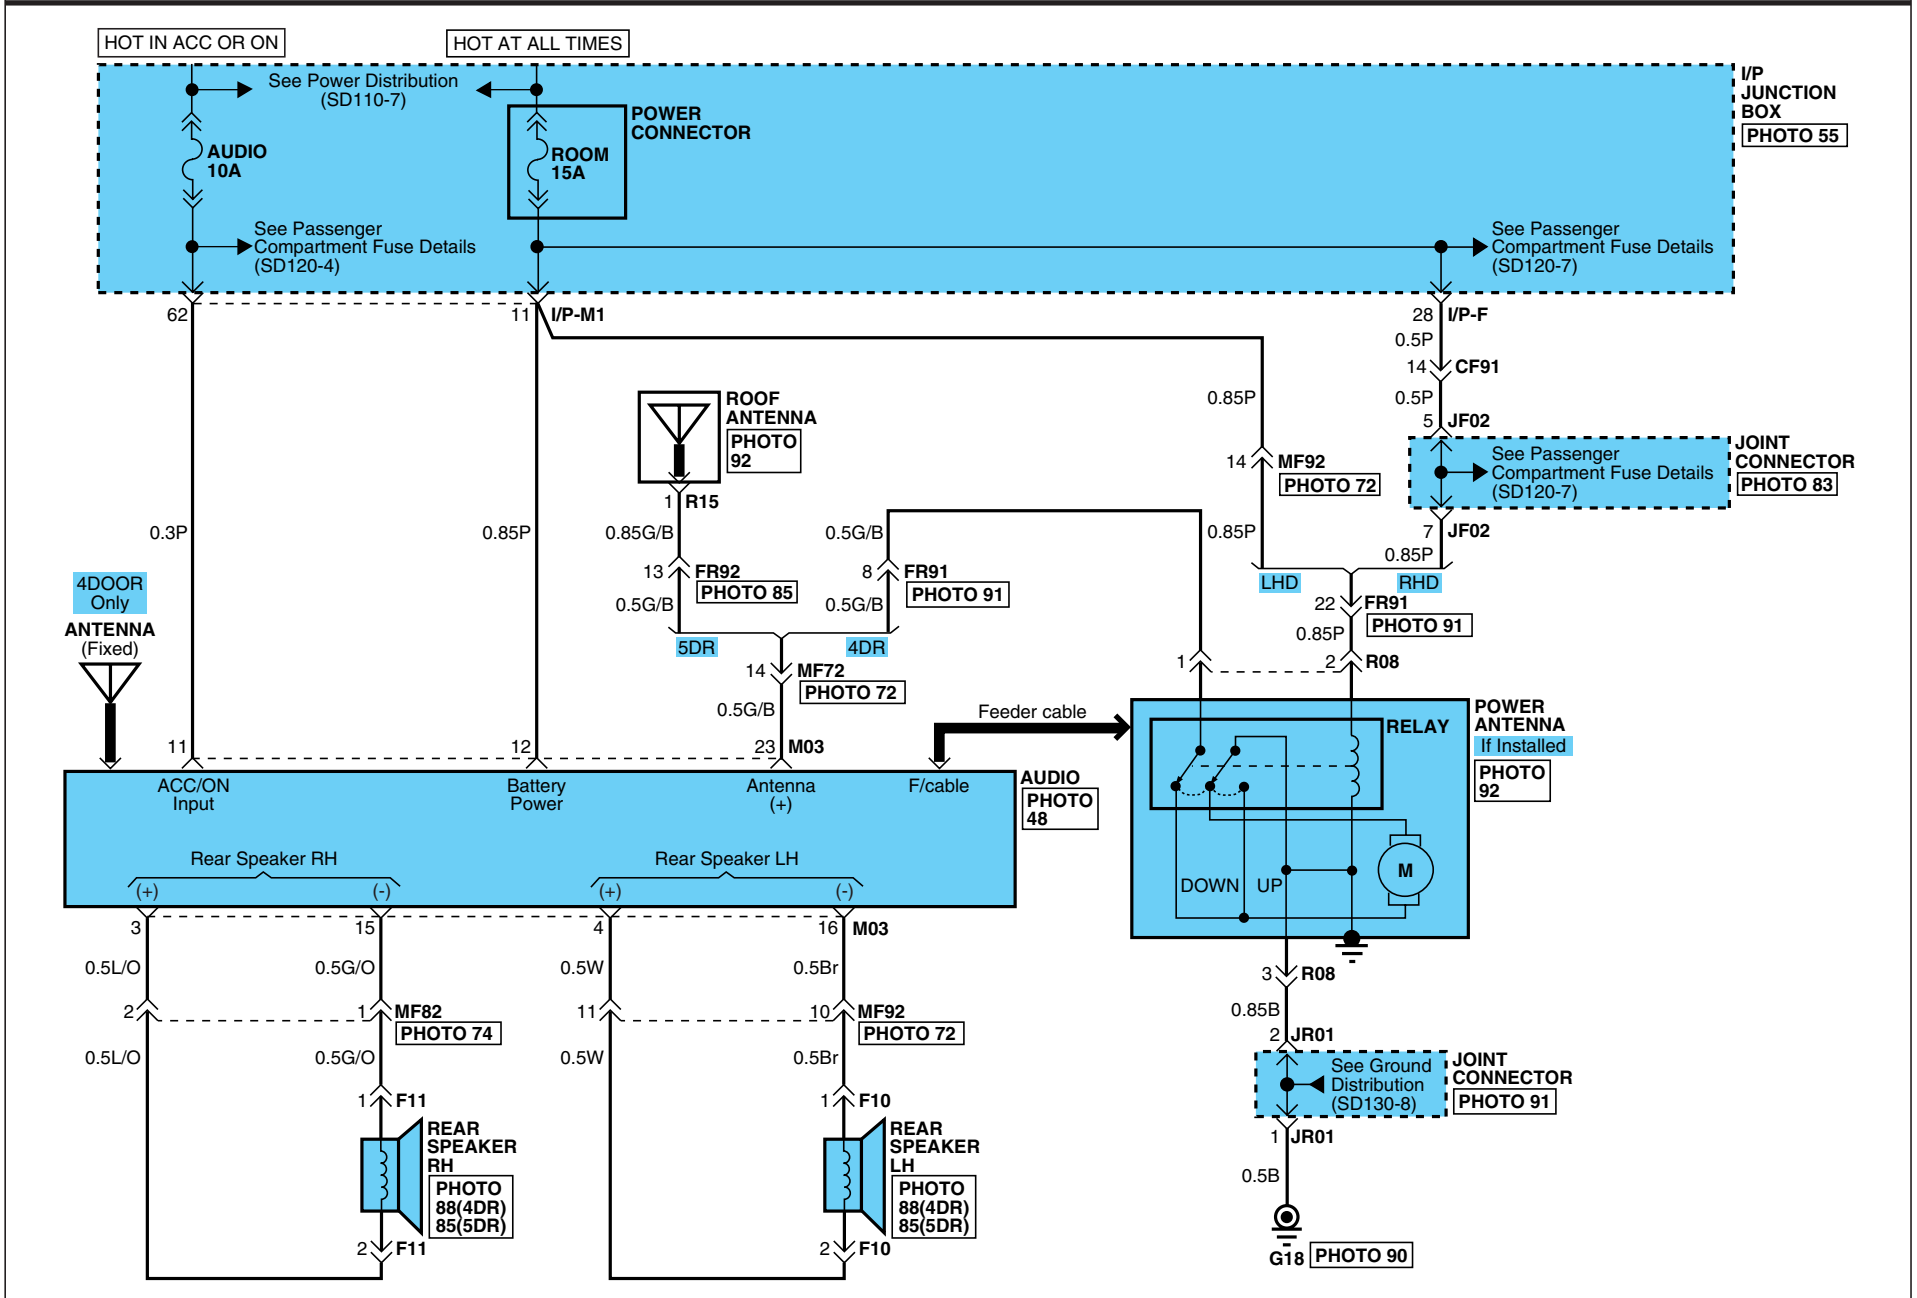 HOT IN ACC OR ON
HOT AT ALL TIMES
See Power Distribution
(SD110-7)
POWER
CONNECTOR
I/P
JUNCTION
BOX
PHOTO 55
AUDIO
10A
ROOM
15A
See Passenger
Compartment Fuse Details
(SD120-4)
See Passenger
Compartment Fuse Details
(SD120-7)
62
11
I/P-M1
28
I/P-F
0.5P
14
CF91
0.5P
5
JF02
See Passenger
Compartment Fuse Details
(SD120-7)
JOINT
CONNECTOR
PHOTO 83
7
JF02
0.85P
ROOF
ANTENNA
PHOTO
92
1
R15
0.85P
14
MF92
PHOTO 72
0.85P
0.3P
0.85P
0.85G/B
0.5G/B
13
FR92
PHOTO 85
8
FR91
PHOTO 91
0.5G/B
0.5G/B
LHD
RHD
22
FR91
PHOTO 91
0.85P
4DOOR
Only
ANTENNA
(Fixed)
5DR
4DR
14
MF72
PHOTO 72
0.5G/B
1
2
R08
Feeder cable
POWER
ANTENNA
If Installed
PHOTO
92
RELAY
11
12
23
M03
ACC/ON
Input
Battery
Power
Antenna
(+)
F/cable
AUDIO
PHOTO
48
Rear Speaker RH
Rear Speaker LH
(+)
(-)
(+)
(-)
DOWN
UP
M
3
15
4
16
M03
0.5L/O
0.5G/O
0.5W
0.5Br
3
R08
2
1
MF82
PHOTO 74
11
10
MF92
PHOTO 72
0.85B
2
JR01
0.5L/O
0.5G/O
0.5W
0.5Br
See Ground
Distribution
(SD130-8)
JOINT
CONNECTOR
PHOTO 91
1
F11
1
F10
1
JR01
REAR
SPEAKER
RH
PHOTO
88(4DR)
85(5DR)
REAR
SPEAKER
LH
PHOTO
88(4DR)
85(5DR)
0.5B
2
F11
2
F10
G18
PHOTO 90